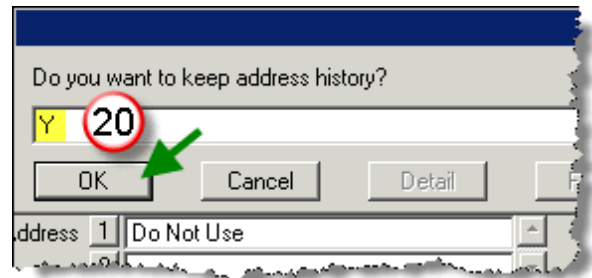 Do you want to keep address history?
Y 20
OK Cancel Detail
ddress 1 Do Not Use